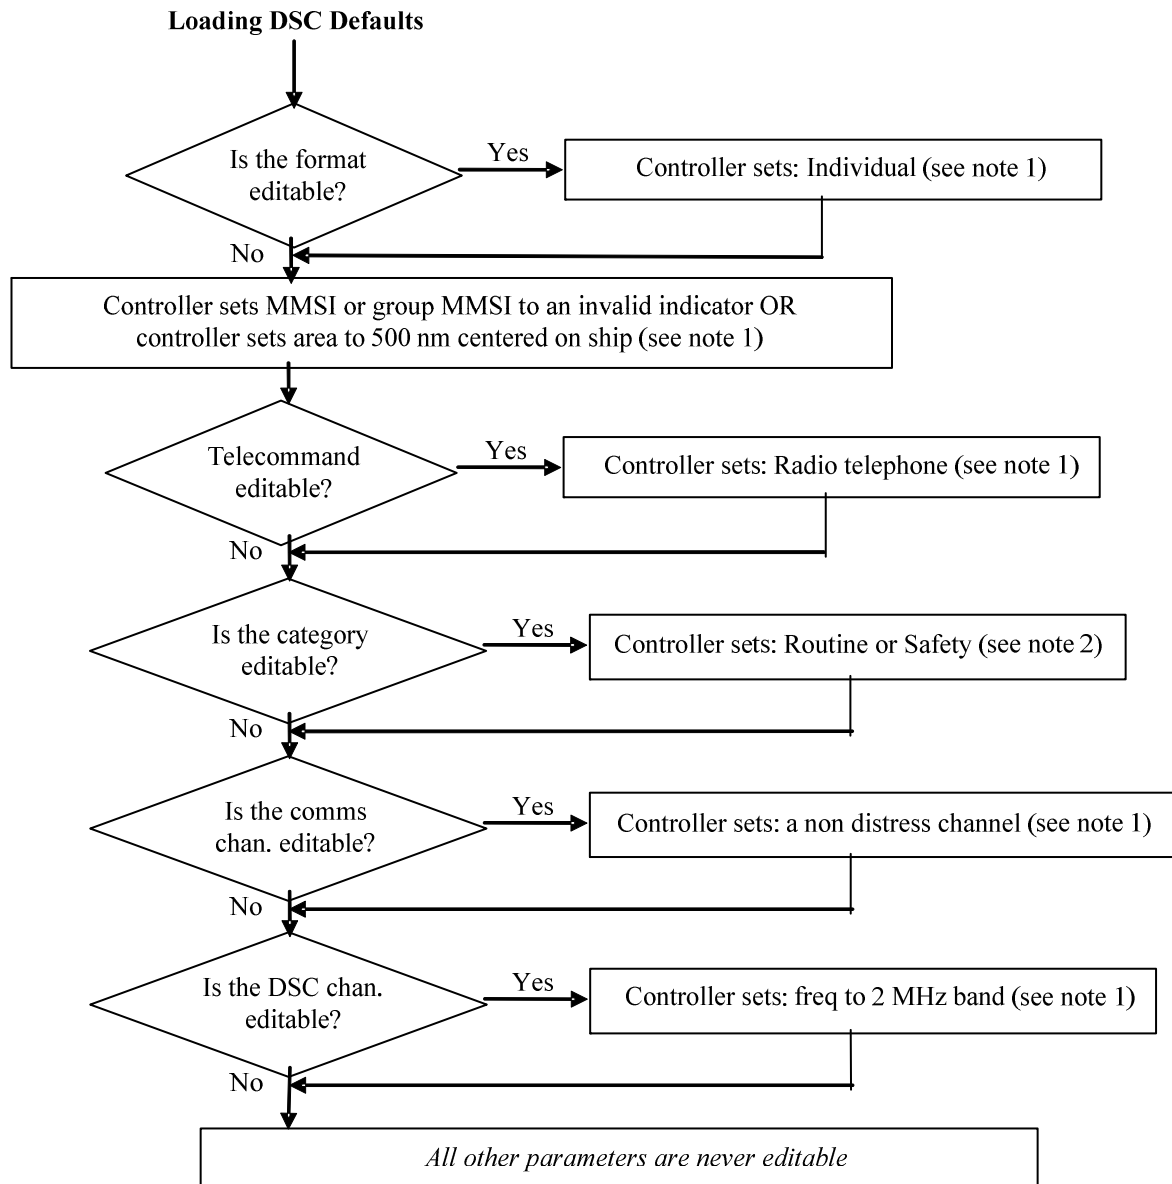 Loading DSC Defaults
Is the format
editable?
Yes
Controller sets: Individual (see note 1)
No
Controller sets MMSI or group MMSI to an invalid indicator OR
controller sets area to 500 nm centered on ship (see note 1)
Telecommand
editable?
Yes
Controller sets: Radio telephone (see note 1)
No
Is the category
editable?
Yes
Controller sets: Routine or Safety (see note 2)
No
Is the comms
chan. editable?
Yes
Controller sets: a non distress channel (see note 1)
No
Is the DSC chan.
editable?
Yes
Controller sets: freq to 2 MHz band (see note 1)
No
All other parameters are never editable